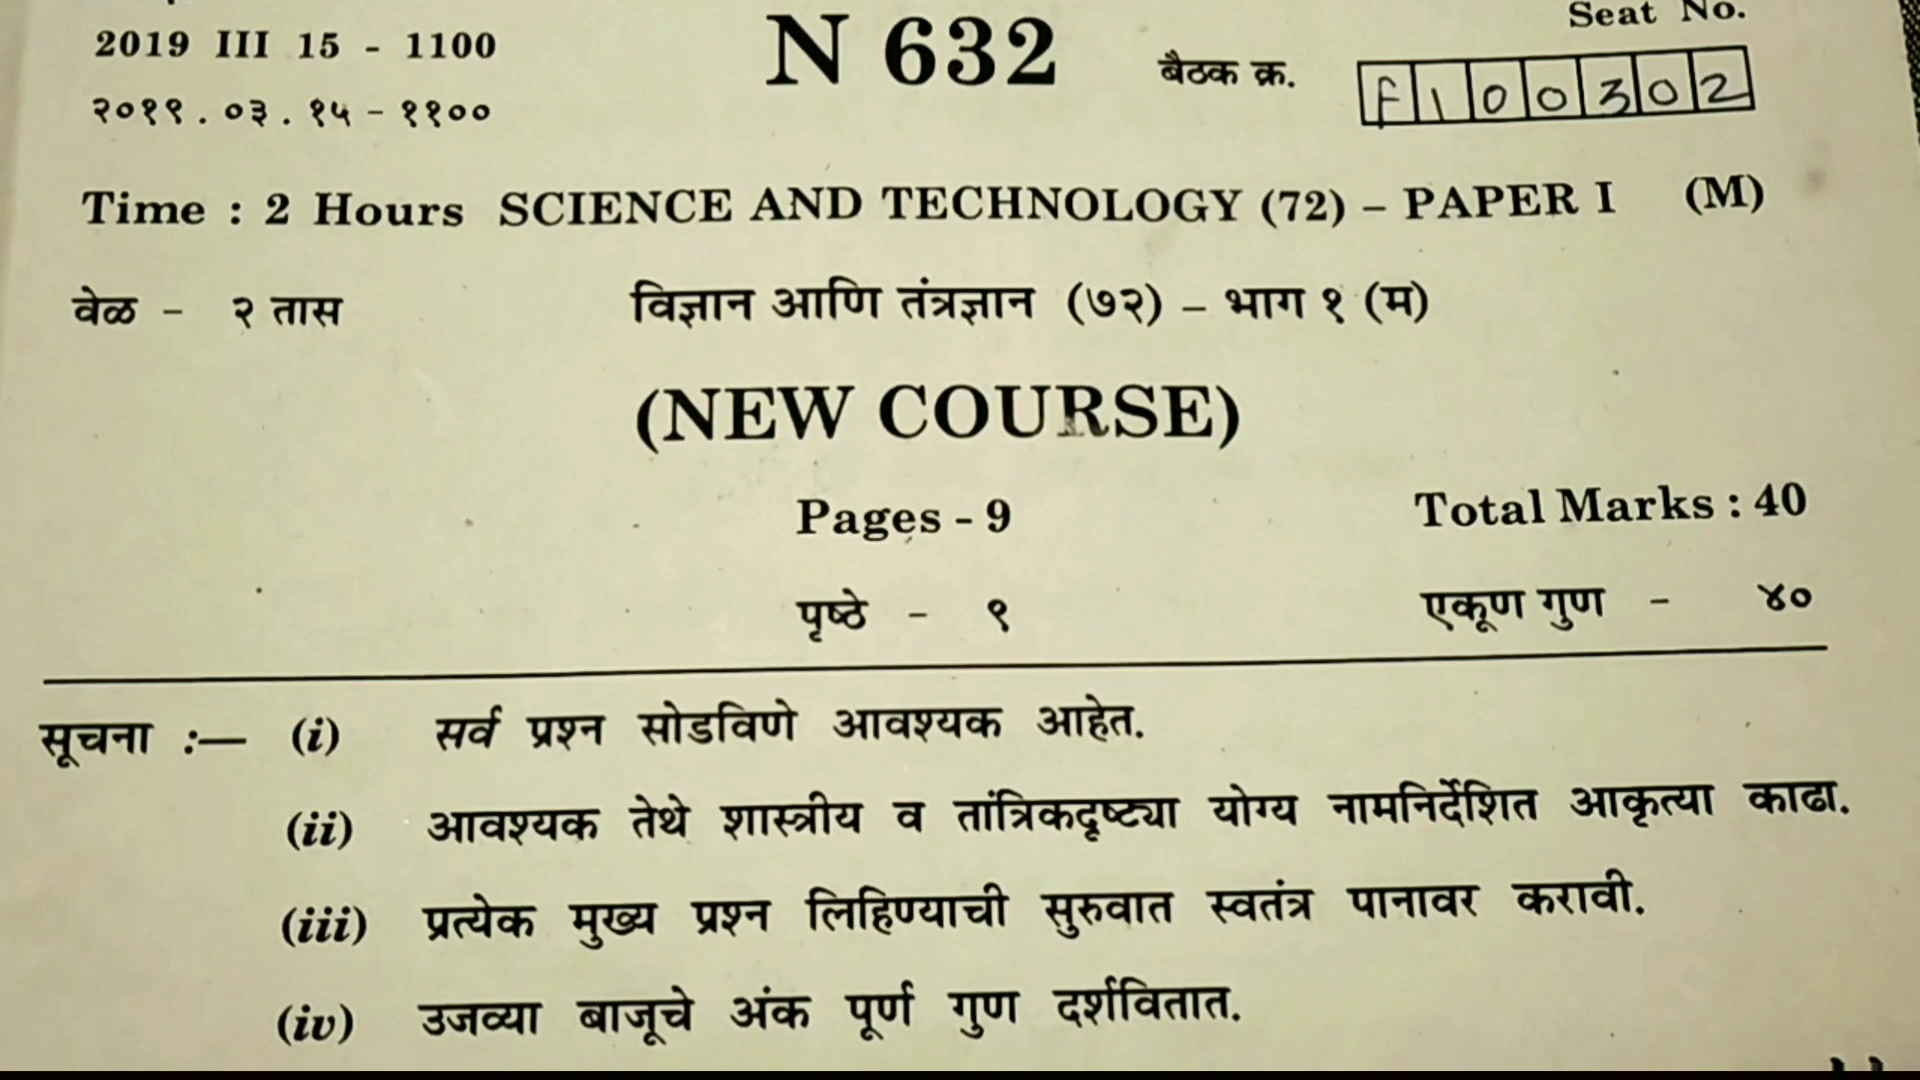 Seat No.
2019 III 15 - 1100 N 632 बैठक क्र. F100302
२०१९.०३.१५ - ११००
Time : 2 Hours SCIENCE AND TECHNOLOGY (72) – PAPER I (M)
वेळ - २ तास विज्ञान आणि तंत्रज्ञान (७२) – भाग १ (म)
(NEW COURSE)
Pages - 9 Total Marks : 40
पृष्ठे - ९ एकूण गुण - ४०
सूचना :— (i) सर्व प्रश्न सोडविणे आवश्यक आहेत.
(ii) आवश्यक तेथे शास्त्रीय व तांत्रिकदृष्ट्या योग्य नामनिर्देशित आकृत्या काढा.
(iii) प्रत्येक मुख्य प्रश्न लिहिण्याची सुरुवात स्वतंत्र पानावर करावी.
(iv) उजव्या बाजूचे अंक पूर्ण गुण दर्शवितात.